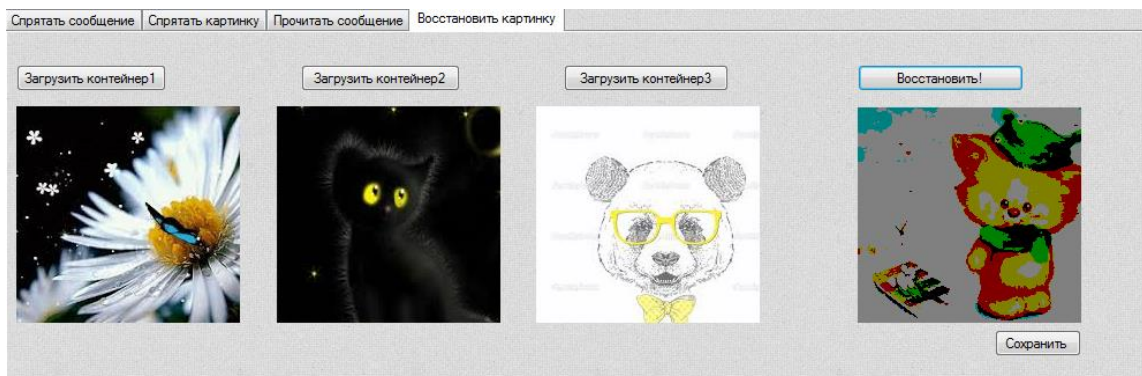 Спрятать сообщение Спрятать картинку Прочитать сообщение Восстановить картинку
Загрузить контейнер1 Загрузить контейнер2 Загрузить контейнер3 Восстановить!
Сохранить